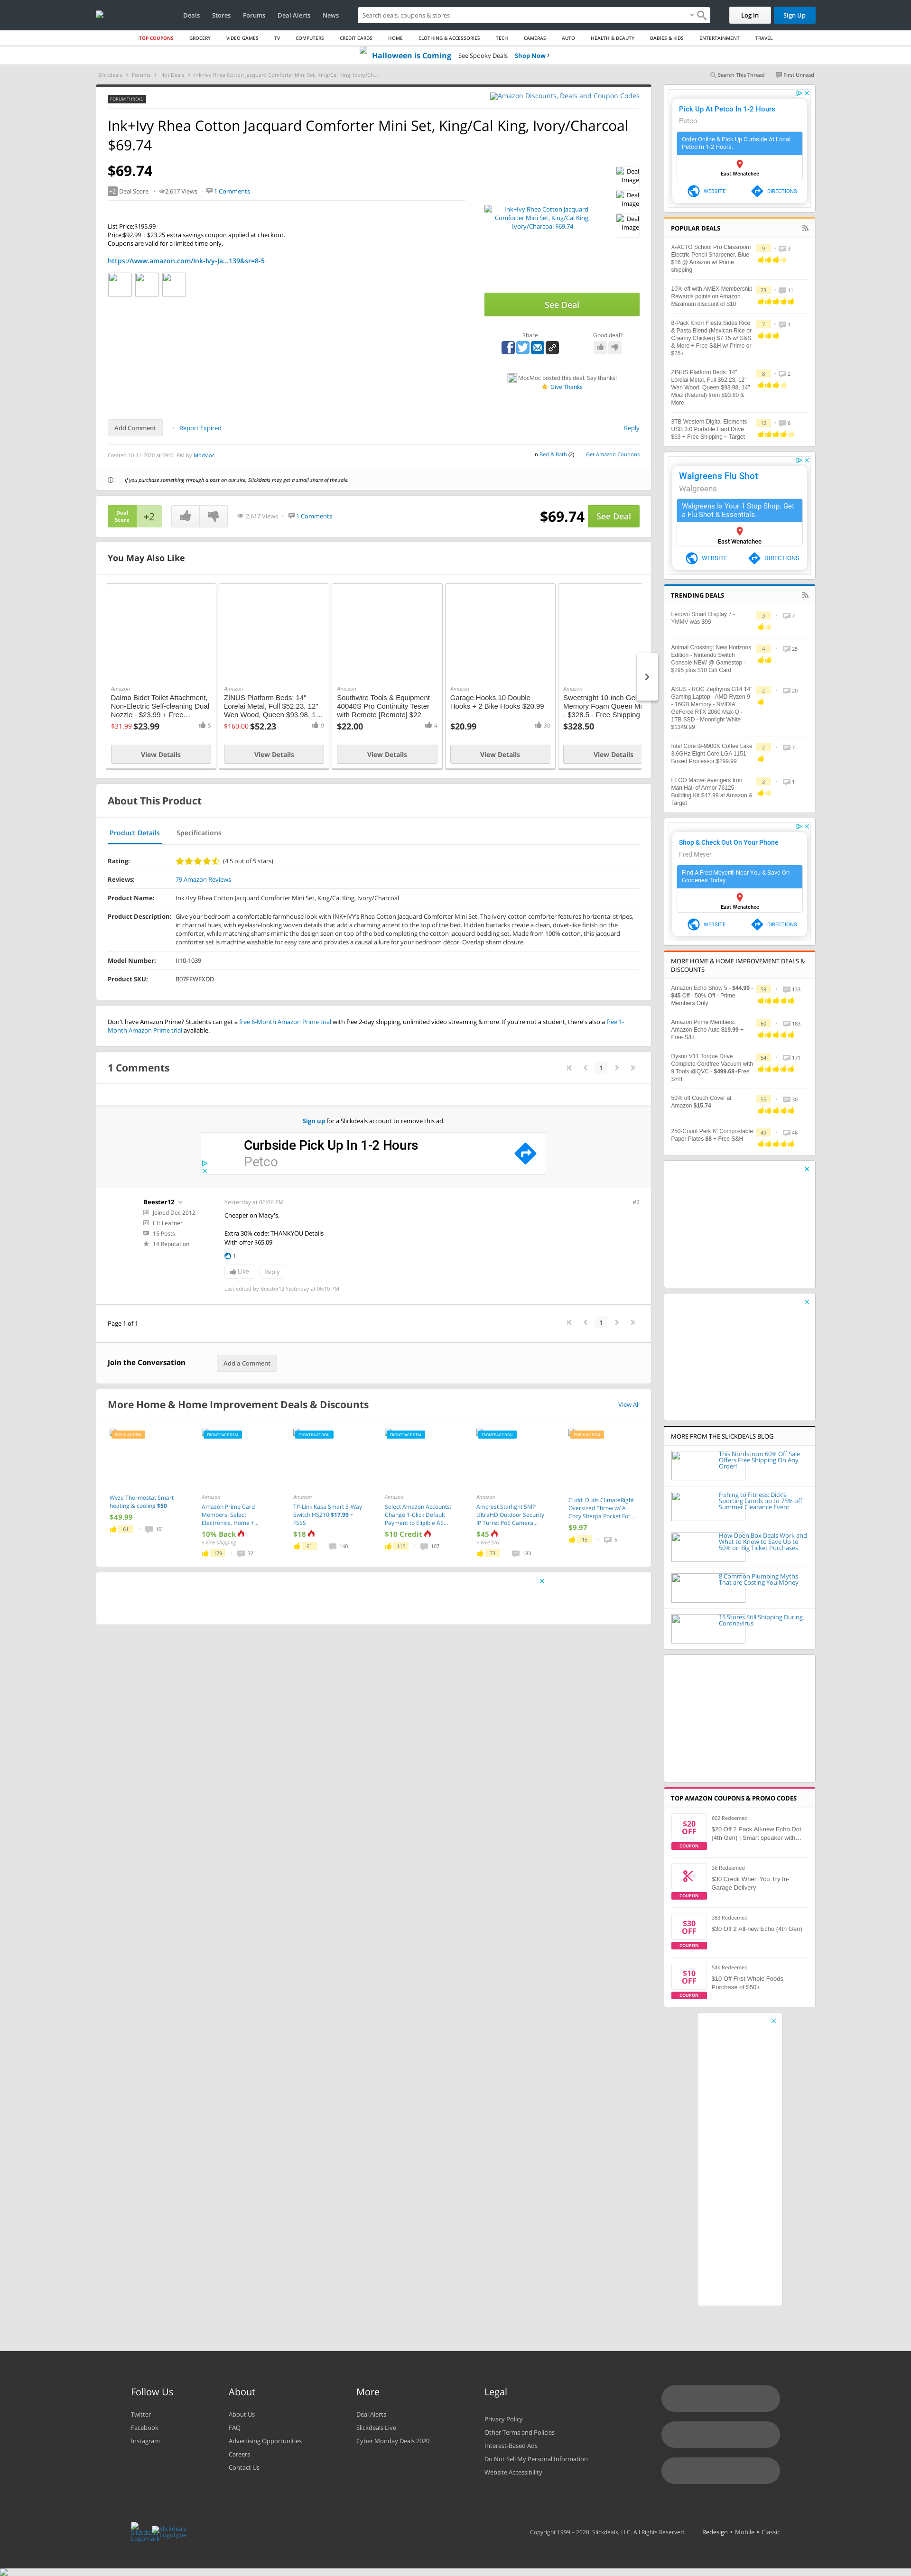 Deals Stores Forums Deal Alerts News
Search deals, coupons & stores
Log In Sign Up
TOP COUPONS GROCERY VIDEO GAMES TV COMPUTERS CREDIT CARDS HOME CLOTHING & ACCESSORIES TECH CAMERAS AUTO HEALTH & BEAUTY BABIES & KIDS ENTERTAINMENT TRAVEL
Halloween is Coming See Spooky Deals Shop Now ›
Slickdeals Forums Hot Deals Ink+Ivy Rhea Cotton Jacquard Comforter Mini Set, King/Cal King, Ivory/Ch...
Search This Thread First Unread
FORUM THREAD
Amazon Discounts, Deals and Coupon Codes
Ink+Ivy Rhea Cotton Jacquard Comforter Mini Set, King/Cal King, Ivory/Charcoal
$69.74
$69.74
+2 Deal Score 2,617 Views 1 Comments
List Price:$195.99
Price:$92.99 + $23.25 extra savings coupon applied at checkout.
Coupons are valid for a limited time only.
https://www.amazon.com/Ink-Ivy-Ja...139&sr=8-5
Ink+Ivy Rhea Cotton Jacquard
Comforter Mini Set, King/Cal King,
Ivory/Charcoal $69.74
Deal
Image
Deal
Image
Deal
Image
See Deal
Share Good deal?
MocMoc posted this deal. Say thanks!
Give Thanks
Add Comment Report Expired Reply
Created 10-11-2020 at 09:01 PM by MocMoc
in Bed & Bath (2) Get Amazon Coupons
If you purchase something through a post on our site, Slickdeals may get a small share of the sale.
Deal
Score
+2
2,617 Views 1 Comments
$69.74 See Deal
You May Also Like
Amazon
Dalmo Bidet Toilet Attachment,
Non-Electric Self-cleaning Dual
Nozzle - $23.99 + Free…
$31.99 $23.99 5
View Details
Amazon
ZINUS Platform Beds: 14"
Lorelai Metal, Full $52.23, 12"
Wen Wood, Queen $93.98, 1…
$160.00 $52.23 9
View Details
Amazon
Southwire Tools & Equipment
40040S Pro Continuity Tester
with Remote [Remote] $22
$22.00 4
View Details
Amazon
Garage Hooks,10 Double
Hooks + 2 Bike Hooks $20.99
$20.99 30
View Details
Amazon
Sweetnight 10-inch Gel
Memory Foam Queen Ma
- $328.5 - Free Shipping
$328.50
View Details
About This Product
Product Details Specifications
Rating: (4.5 out of 5 stars)
Reviews: 79 Amazon Reviews
Product Name: Ink+Ivy Rhea Cotton Jacquard Comforter Mini Set, King/Cal King, Ivory/Charcoal
Product Description: Give your bedroom a comfortable farmhouse look with INK+IVY's Rhea Cotton Jacquard Comforter Mini Set. The ivory cotton comforter features horizontal stripes,
in charcoal hues, with eyelash-looking woven details that add a charming accent to the top of the bed. Hidden bartacks create a clean, duvet-like finish on the
comforter, while matching shams mimic the design seen on top of the bed completing the cotton jacquard bedding set. Made from 100% cotton, this jacquard
comforter set is machine washable for easy care and provides a casual allure for your bedroom décor. Overlap sham closure.
Model Number: II10-1039
Product SKU: B07FFWFXDD
Don't have Amazon Prime? Students can get a free 6-Month Amazon Prime trial with free 2-day shipping, unlimited video streaming & more. If you're not a student, there's also a free 1-
Month Amazon Prime trial available.
1 Comments
1
Sign up for a Slickdeals account to remove this ad.
Curbside Pick Up In 1-2 Hours
Petco
Beester12
Joined Dec 2012
L1: Learner
15 Posts
14 Reputation
Yesterday at 06:06 PM #2
Cheaper on Macy's.
Extra 30% code: THANKYOU Details
With offer $65.09
1
Like Reply
Last edited by Beester12 Yesterday at 06:10 PM.
Page 1 of 1
1
Join the Conversation Add a Comment
More Home & Home Improvement Deals & Discounts View All
POPULAR DEAL
Wyze Thermostat Smart
heating & cooling $50
$49.99
61 101
FRONTPAGE DEAL
Amazon
Amazon Prime Card
Members: Select
Electronics, Home +...
10% Back
+ Free Shipping
179 321
FRONTPAGE DEAL
Amazon
TP-Link Kasa Smart 3-Way
Switch HS210 $17.99 +
FSSS
$18
61 140
FRONTPAGE DEAL
Amazon
Select Amazon Accounts:
Change 1-Click Default
Payment to Eligible AE...
$10 Credit
112 107
FRONTPAGE DEAL
Amazon
Amcrest Starlight 5MP
UltraHD Outdoor Security
IP Turret PoE Camera...
$45
+ Free S/H
73 183
POPULAR DEAL
Cuddl Duds ClimateRight
Oversized Throw w/ A
Cozy Sherpa Pocket For...
$9.97
15 5
Pick Up At Petco In 1-2 Hours
Petco
Order Online & Pick Up Curbside At Local
Petco In 1-2 Hours.
East Wenatchee
WEBSITE DIRECTIONS
POPULAR DEALS
X-ACTO School Pro Classroom
Electric Pencil Sharpener, Blue
$16 @ Amazon w/ Prime
shipping
9 3
10% off with AMEX Membership
Rewards points on Amazon.
Maximum discount of $10
23 11
8-Pack Knorr Fiesta Sides Rice
& Pasta Blend (Mexican Rice or
Creamy Chicken) $7.15 w/ S&S
& More + Free S&H w/ Prime or
$25+
7 1
ZINUS Platform Beds: 14"
Lorelai Metal, Full $52.23, 12"
Wen Wood, Queen $93.98, 14"
Moiz (Natural) from $93.80 &
More
8 2
3TB Western Digital Elements
USB 3.0 Portable Hard Drive
$63 + Free Shipping ~ Target
12 6
Walgreens Flu Shot
Walgreens
Walgreens Is Your 1 Stop Shop. Get
a Flu Shot & Essentials.
East Wenatchee
WEBSITE DIRECTIONS
TRENDING DEALS
Lenovo Smart Display 7 -
YMMV was $99
3 7
Animal Crossing: New Horizons
Edition - Nintendo Switch
Console NEW @ Gamestop -
$295 plus $10 Gift Card
4 25
ASUS - ROG Zephyrus G14 14"
Gaming Laptop - AMD Ryzen 9
- 16GB Memory - NVIDIA
GeForce RTX 2060 Max-Q -
1TB SSD - Moonlight White
$1349.99
2 20
Intel Core i9-9900K Coffee Lake
3.6GHz Eight-Core LGA 1151
Boxed Processor $299.99
2 7
LEGO Marvel Avengers Iron
Man Hall of Armor 76125
Building Kit $47.99 at Amazon &
Target
3 1
Shop & Check Out On Your Phone
Fred Meyer
Find A Fred Meyer® Near You & Save On
Groceries Today.
East Wenatchee
WEBSITE DIRECTIONS
MORE HOME & HOME IMPROVEMENT DEALS &
DISCOUNTS
Amazon Echo Show 5 - $44.99 -
$45 Off - 50% Off - Prime
Members Only
59 133
Amazon Prime Members:
Amazon Echo Auto $19.99 +
Free S/H
60 183
Dyson V11 Torque Drive
Complete Cordfree Vacuum with
9 Tools @QVC - $499.68+Free
S+H
54 171
50% off Couch Cover at
Amazon $15.74
55 30
250-Count Perk 6" Compostable
Paper Plates $8 + Free S&H
49 46
MORE FROM THE SLICKDEALS BLOG
This Nordstrom 60% Off Sale
Offers Free Shipping On Any
Order!
Fishing to Fitness: Dick's
Sporting Goods up to 75% off
Summer Clearance Event
How Open Box Deals Work and
What to Know to Save Up to
50% on Big Ticket Purchases
8 Common Plumbing Myths
That are Costing You Money
15 Stores Still Shipping During
Coronavirus
TOP AMAZON COUPONS & PROMO CODES
$20
OFF
COUPON
602 Redeemed
$20 Off 2 Pack All-new Echo Dot
(4th Gen) | Smart speaker with…
COUPON
3k Redeemed
$30 Credit When You Try In-
Garage Delivery
$30
OFF
COUPON
383 Redeemed
$30 Off 2 All-new Echo (4th Gen)
$10
OFF
COUPON
54k Redeemed
$10 Off First Whole Foods
Purchase of $50+
Follow Us
Twitter
Facebook
Instagram
About
About Us
FAQ
Advertising Opportunities
Careers
Contact Us
More
Deal Alerts
Slickdeals Live
Cyber Monday Deals 2020
Legal
Privacy Policy
Other Terms and Policies
Interest-Based Ads
Do Not Sell My Personal Information
Website Accessibility
Slickdeals
Logomark
Slickdeals
Logotype
Copyright 1999 – 2020. Slickdeals, LLC. All Rights Reserved. Redesign • Mobile • Classic